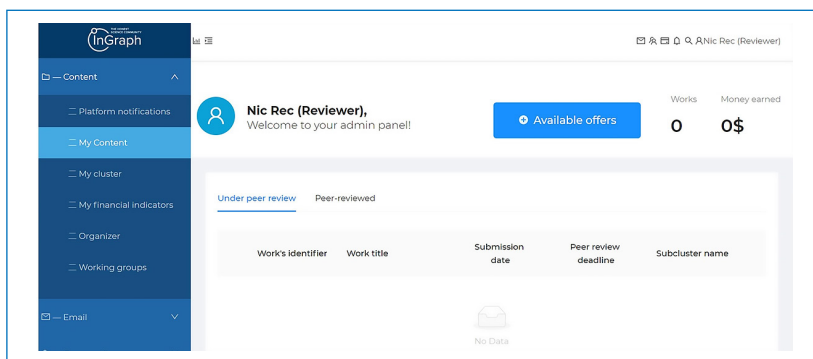 THE HONEST
SCIENCE COMMUNITY
InGraph
Nic Rec (Reviewer)
— Content
Platform notifications
My Content
My cluster
My financial indicators
Organizer
Working groups
— Email
Nic Rec (Reviewer),
Welcome to your admin panel!
Available offers
Works
Money earned
0
0$
Under peer review
Peer-reviewed
Work's identifier
Work title
Submission
date
Peer review
deadline
Subcluster name
No Data